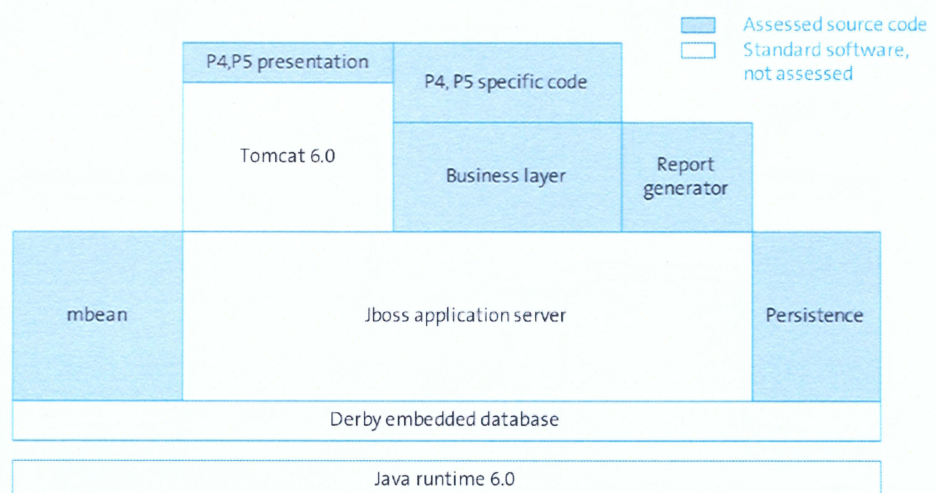 Assessed source code
Standard software,
not assessed
P4,P5 presentation
P4, P5 specific code
Tomcat 6.0
Business layer
Report
generator
mbean
Jboss application server
Persistence
Derby embedded database
Java runtime 6.0